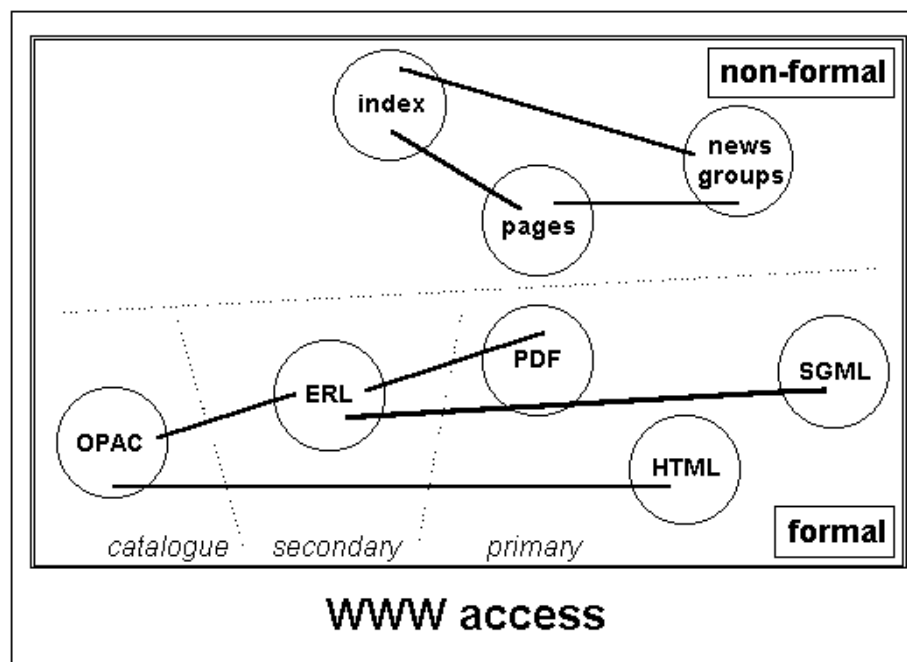 non-formal
index
news
groups
pages
PDF
SGML
ERL
OPAC
HTML
formal
catalogue
secondary
primary
WWW access